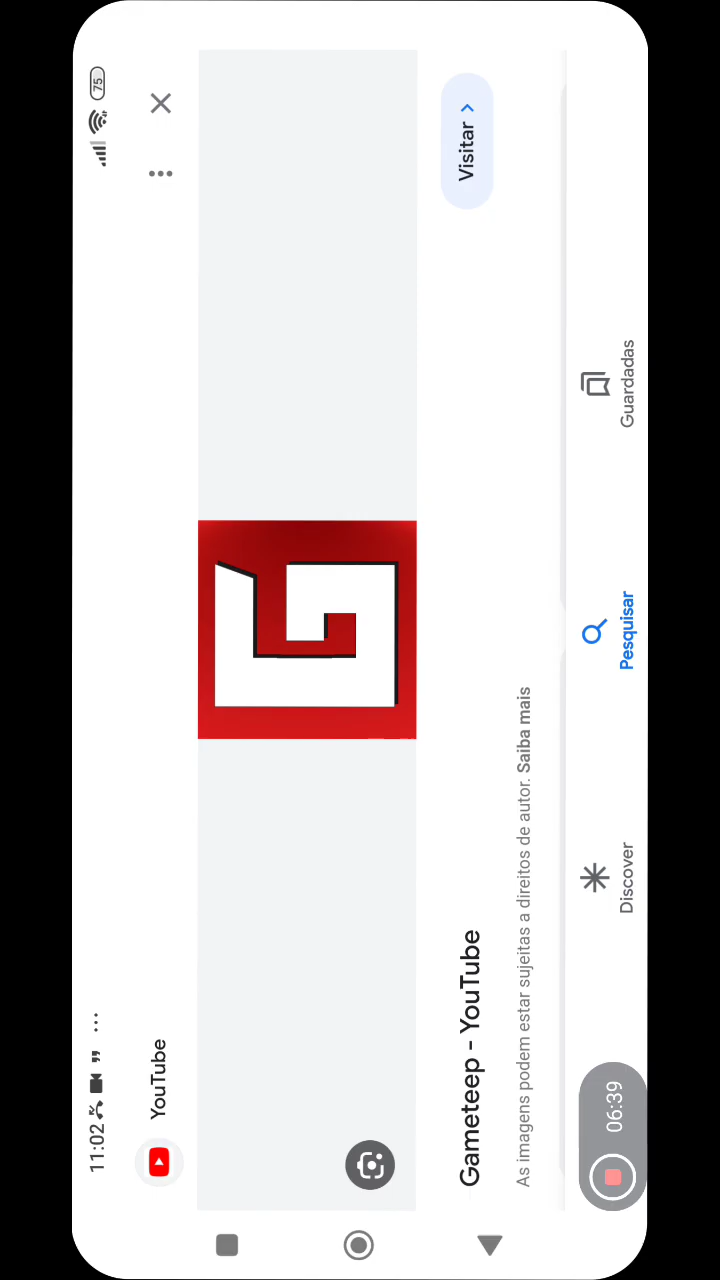 11:02
75
YouTube
G
Gameteep - YouTube
Visitar
As imagens podem estar sujeitas a direitos de autor. Saiba mais
Discover
Pesquisar
Guardadas
06:39